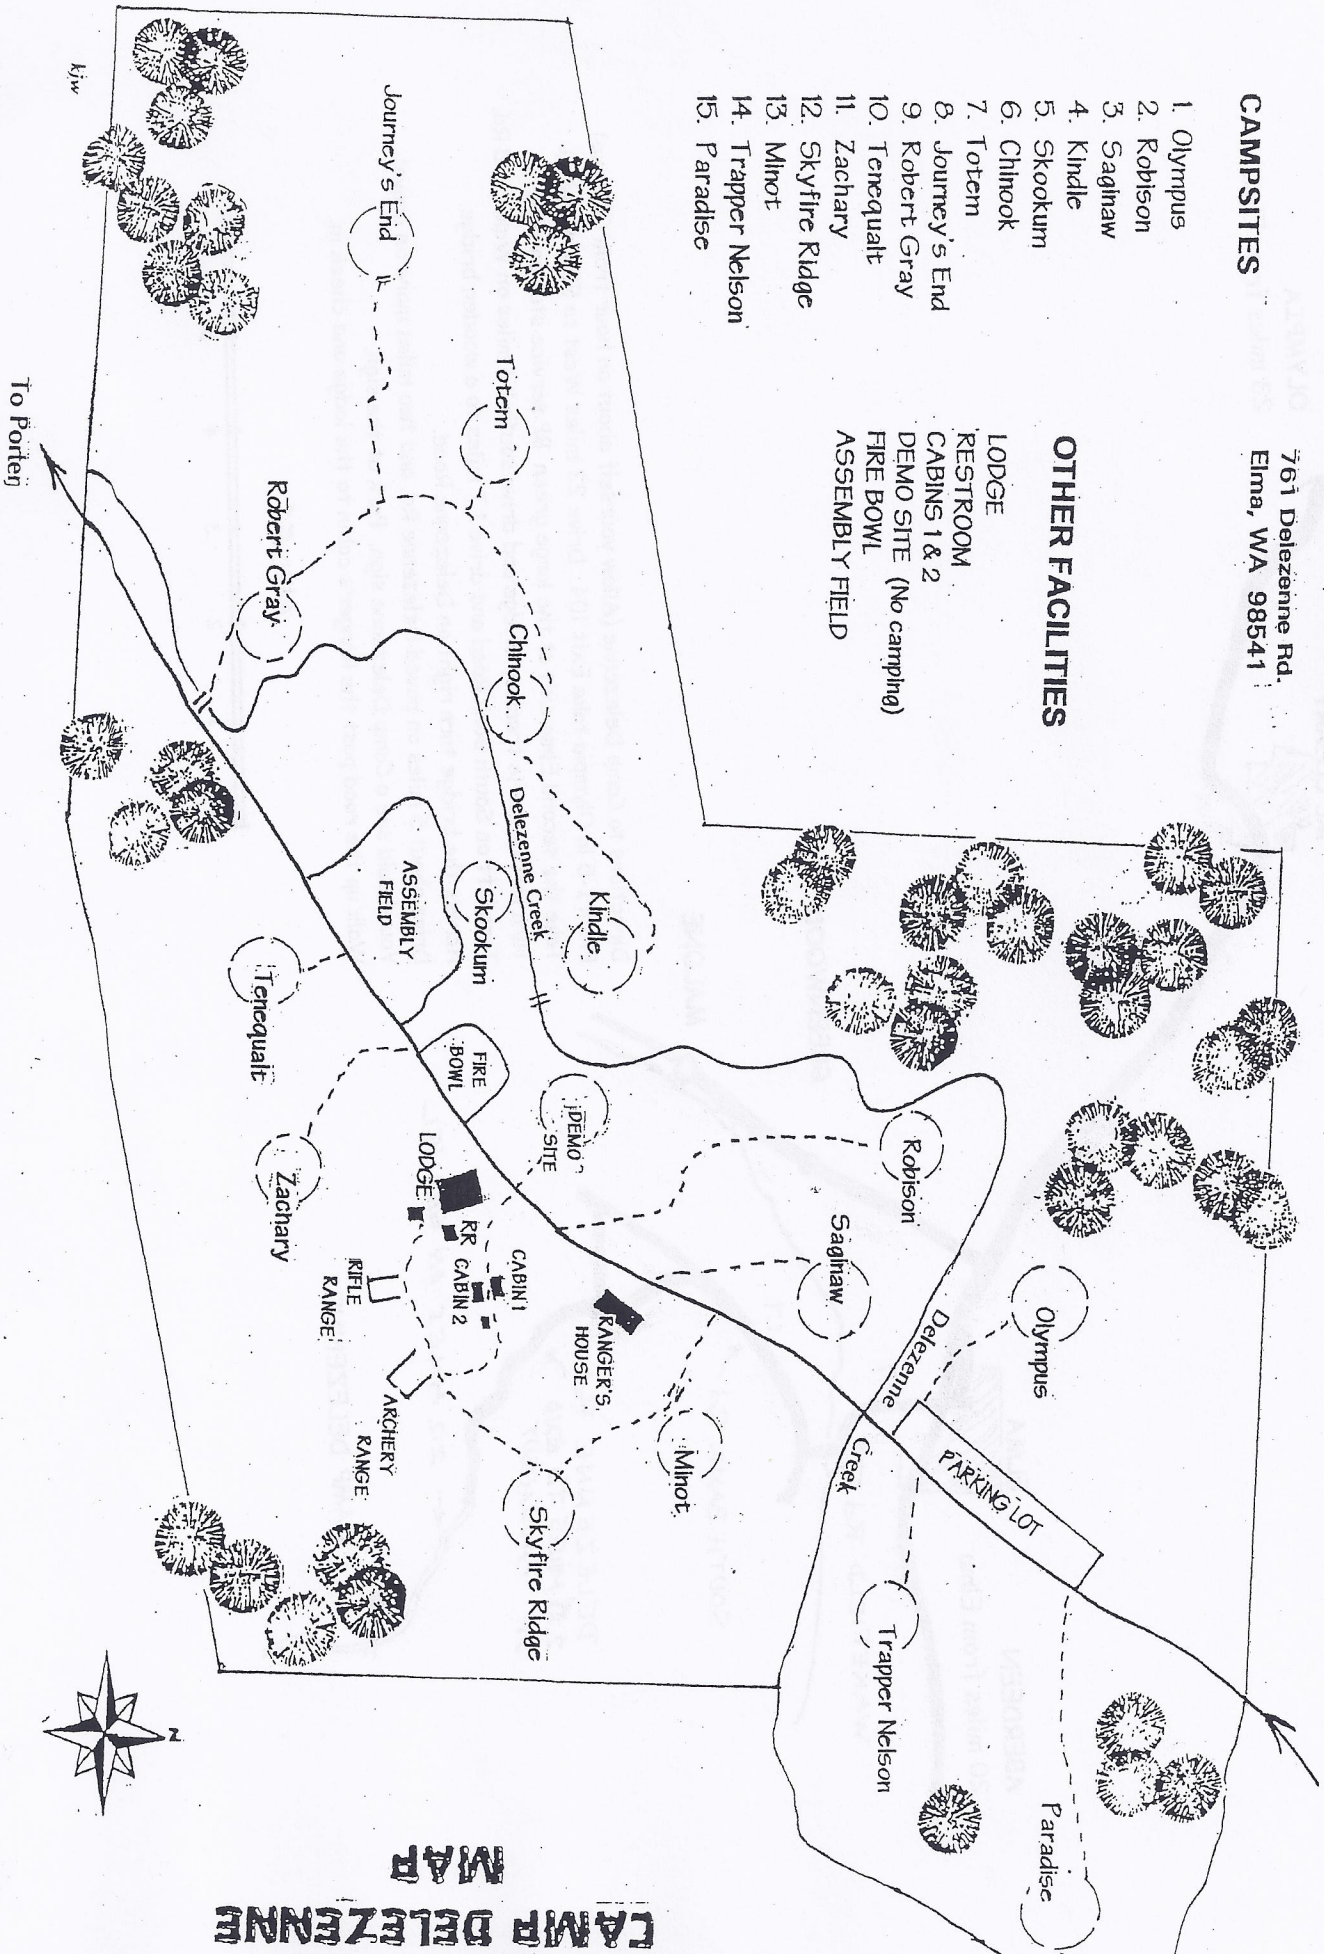 761 Delezenne Rd.
Elma, WA 98541
CAMPSITES
1. Olympus
2. Robison
3. Saginaw
4. Kindle
5. Skookum
6. Chinook
7. Totem
8. Journey's End
9. Robert Gray
10. Tenequalt
11. Zachary
12. Skyfire Ridge
13. Minot
14. Trapper Nelson
15. Paradise
OTHER FACILITIES
LODGE
RESTROOM
CABINS 1 & 2
DEMO SITE (No camping)
FIRE BOWL
ASSEMBLY FIELD
Journey's End
Totem
Robert Gray
Chinook
Delezenne Creek
Kindle
Skookum
ASSEMBLY
FIELD
Tenequalt
FIRE
BOWL
DEMO
SITE
Zachary
LODGE
RR
CABIN 1
CABIN 2
RIFLE
RANGE
ARCHERY
RANGE
RANGER'S
HOUSE
Robison
Saginaw
Olympus
Delezenne
Creek
PARKING LOT
Minot
Skyfire Ridge
Trapper Nelson
Paradise
To Porter
kjw
N
CAMP DELEZENNE
MAP